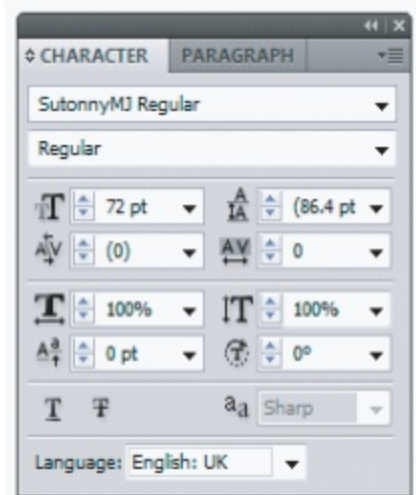 CHARACTER PARAGRAPH
SutonnyMJ Regular
Regular
72 pt (86.4 pt
(0) 0
100% 100%
0 pt 0°
T T aa Sharp
Language: English: UK